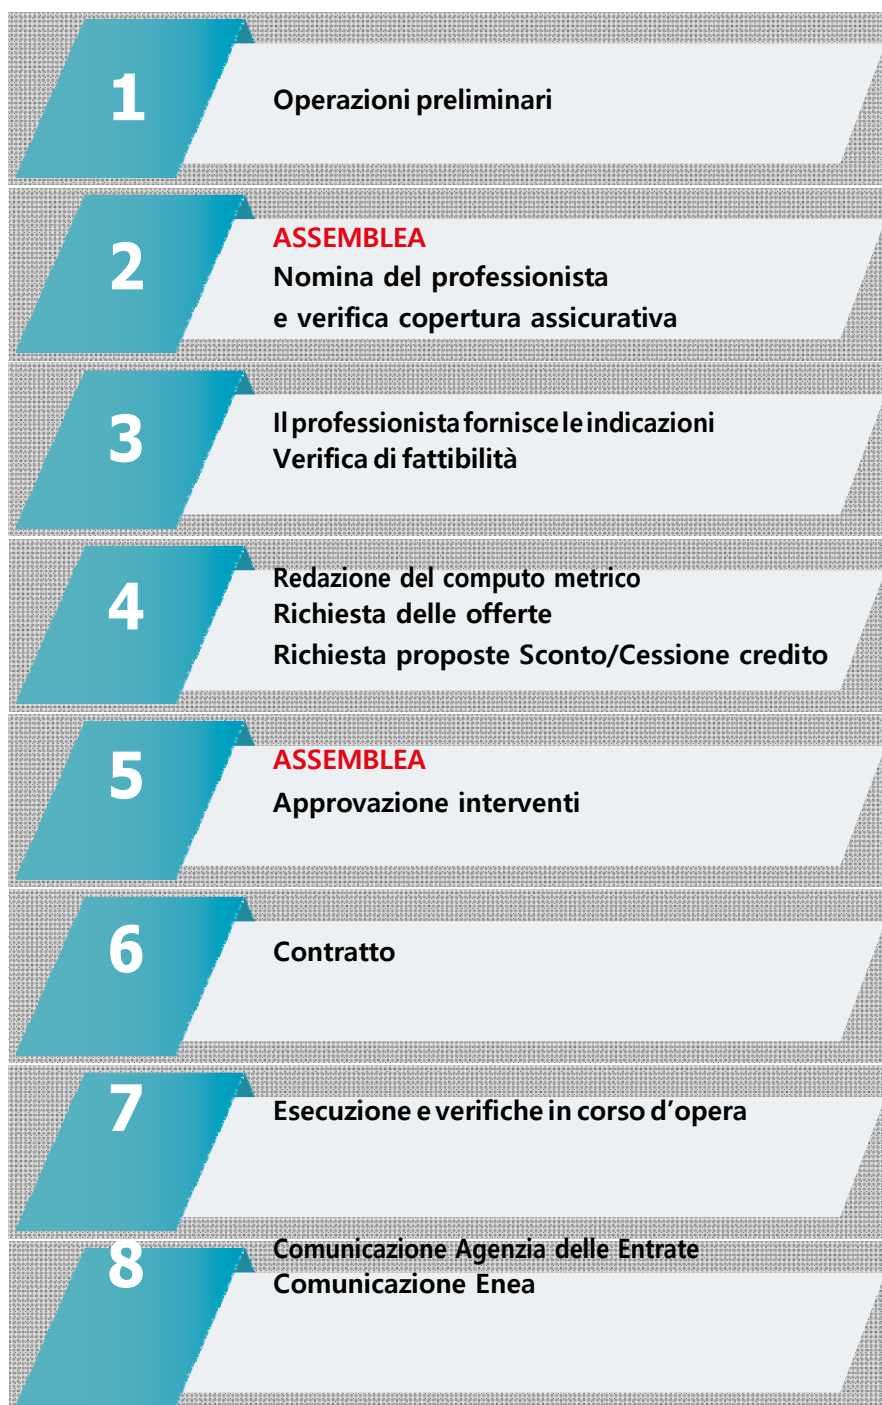 1
Operazioni preliminari
2
ASSEMBLEA
Nomina del professionista
e verifica copertura assicurativa
3
Il professionista fornisce le indicazioni
Verifica di fattibilità
4
Redazione del computo metrico
Richiesta delle offerte
Richiesta proposte Sconto/Cessione credito
5
ASSEMBLEA
Approvazione interventi
6
Contratto
7
Esecuzione e verifiche in corso d'opera
8
Comunicazione Agenzia delle Entrate
Comunicazione Enea